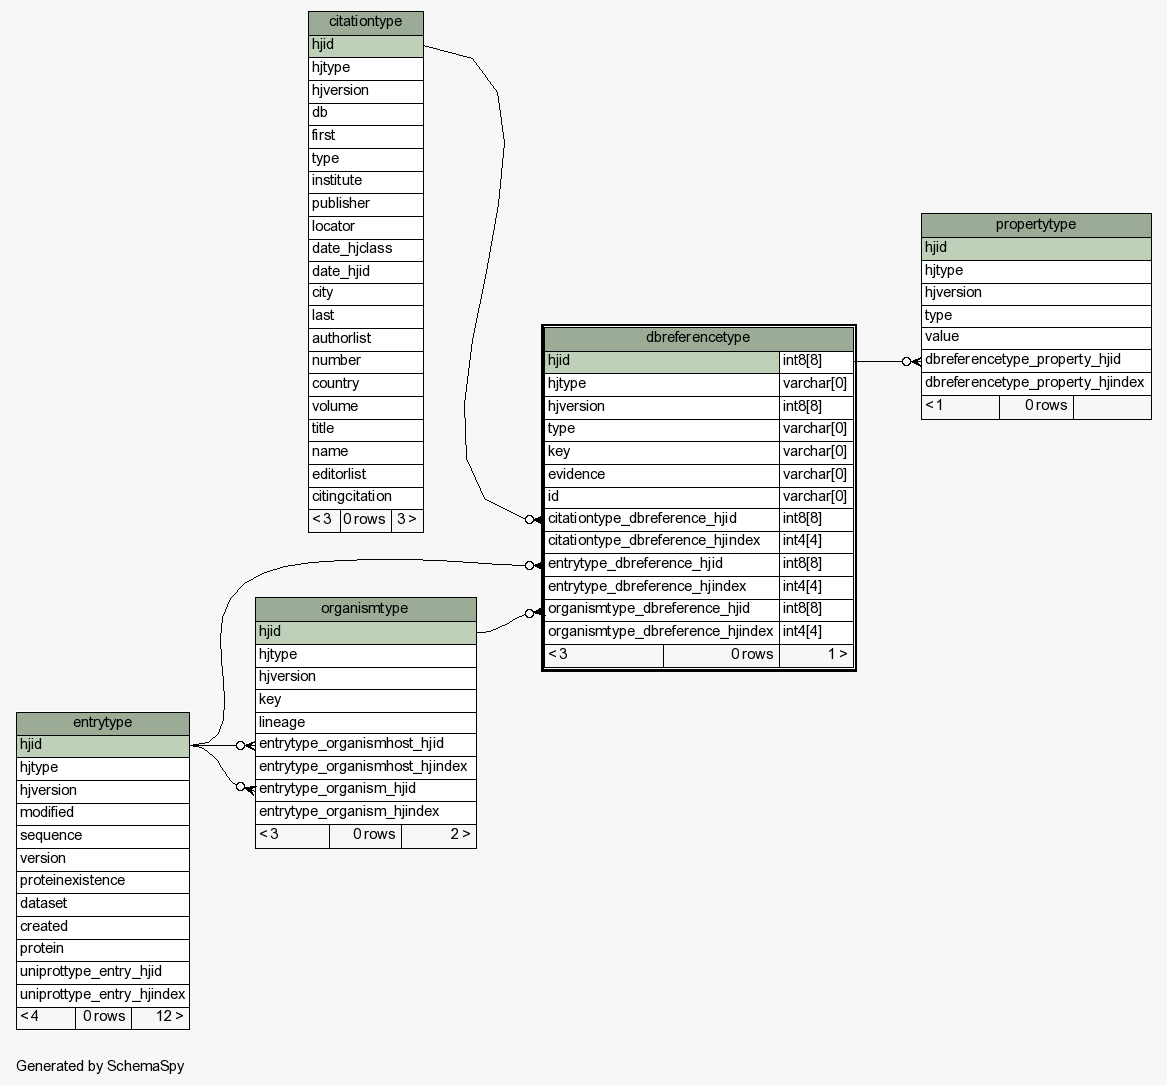 citationtype
hjid
hjtype
hjversion
db
first
type
institute
publisher
locator
date_hjclass
date_hjid
city
last
authorlist
number
country
volume
title
name
editorlist
citingcitation
< 3 0 rows 3 >
propertytype
hjid
hjtype
hjversion
type
value
dbreferencetype_property_hjid
dbreferencetype_property_hjindex
< 1 0 rows
dbreferencetype
hjid int8[8]
hjtype varchar[0]
hjversion int8[8]
type varchar[0]
key varchar[0]
evidence varchar[0]
id varchar[0]
citationtype_dbreference_hjid int8[8]
citationtype_dbreference_hjindex int4[4]
entrytype_dbreference_hjid int8[8]
entrytype_dbreference_hjindex int4[4]
organismtype_dbreference_hjid int8[8]
organismtype_dbreference_hjindex int4[4]
< 3 0 rows 1 >
organismtype
hjid
hjtype
hjversion
key
lineage
entrytype_organismhost_hjid
entrytype_organismhost_hjindex
entrytype_organism_hjid
entrytype_organism_hjindex
< 3 0 rows 2 >
entrytype
hjid
hjtype
hjversion
modified
sequence
version
proteinexistence
dataset
created
protein
uniprottype_entry_hjid
uniprottype_entry_hjindex
< 4 0 rows 12 >
Generated by SchemaSpy